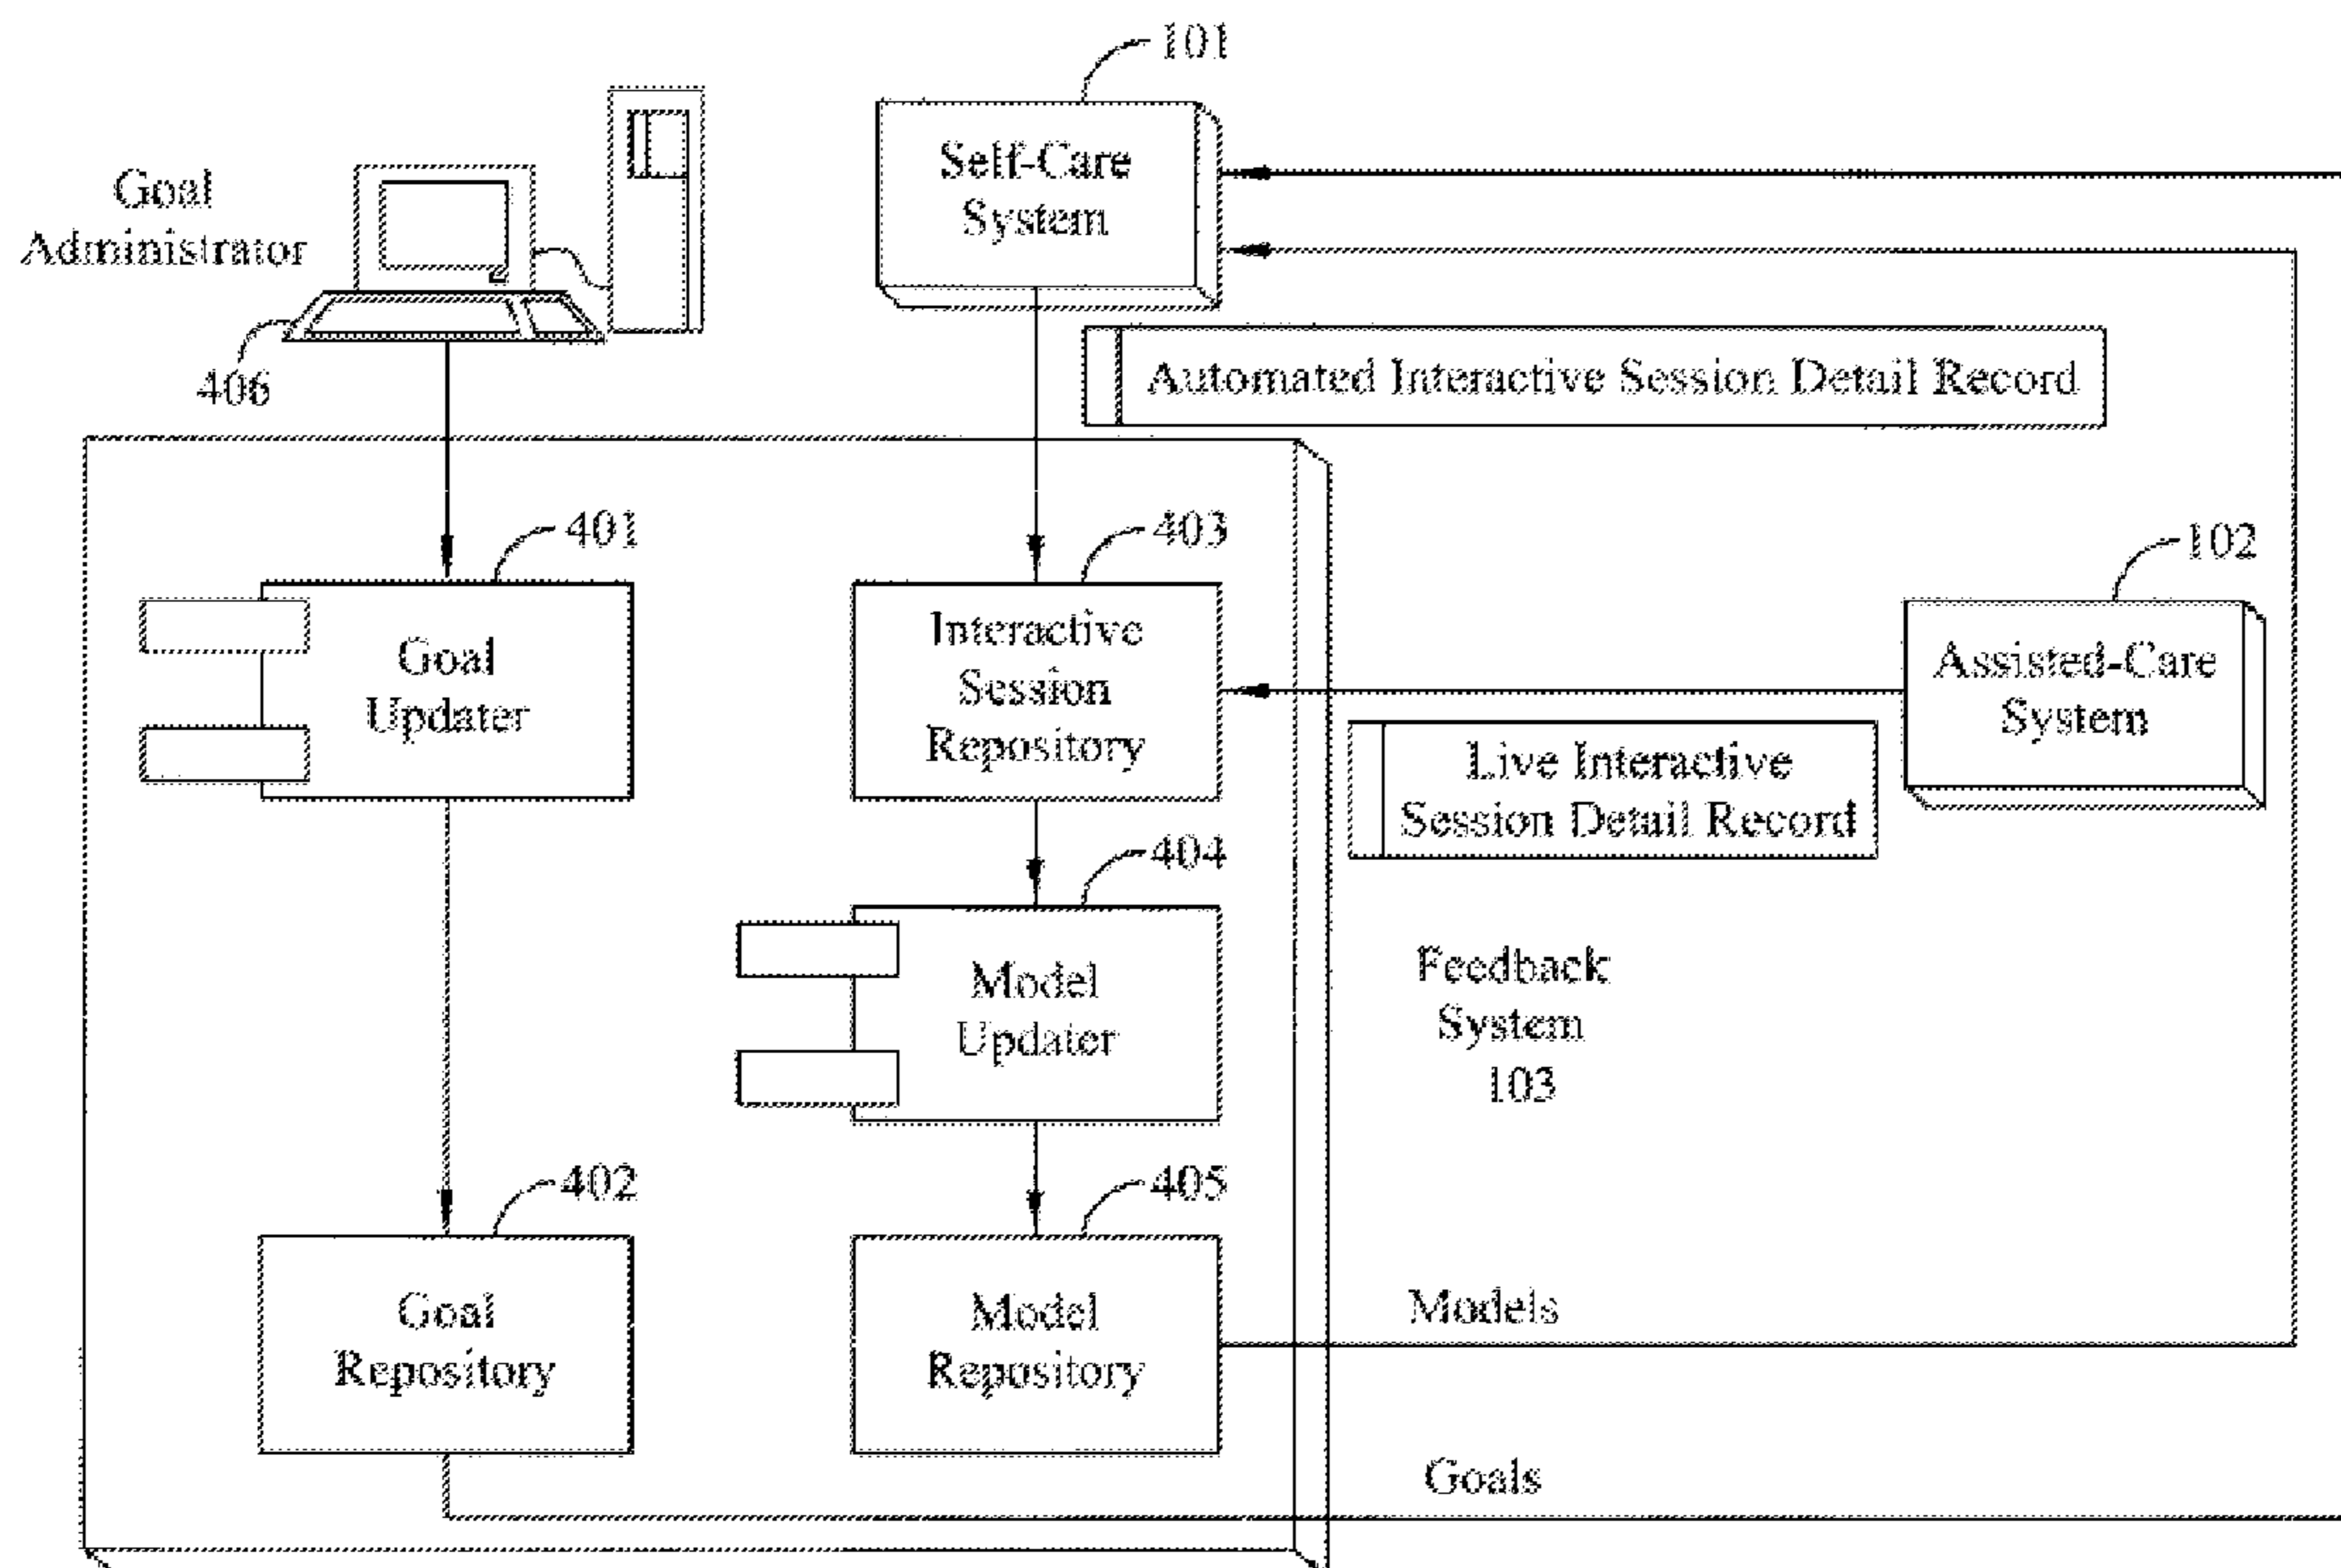 101
Goal
Administrator
Self-Care
System
406
Automated Interactive Session Detail Record
401
403
102
Goal
Updater
Interactive
Session
Repository
Assisted-Care
System
Live Interactive
Session Detail Record
404
Model
Updater
Feedback
System
103
402
405
Goal
Repository
Model
Repository
Models
Goals